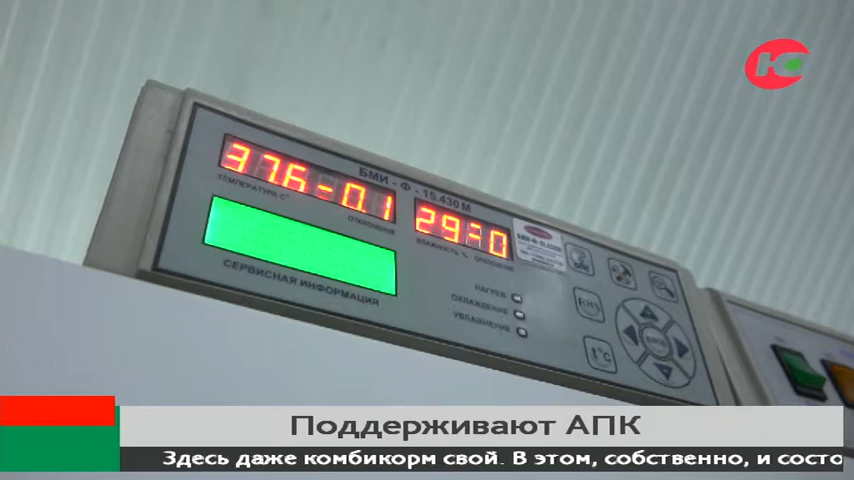 БМИ - Ф - 15.430 М
37.6-0.1
29=0
ТЕМПЕРАТУРА С°
ОТКЛОНЕНИЕ
ВЛАЖНОСТЬ %
ОТКЛОНЕНИЕ
СЕРВИСНАЯ ИНФОРМАЦИЯ
НАГРЕВ
ОХЛАЖДЕНИЕ
УВЛАЖНЕНИЕ
t°C
Поддерживают АПК
Здесь даже комбикорм свой. В этом, собственно, и состо